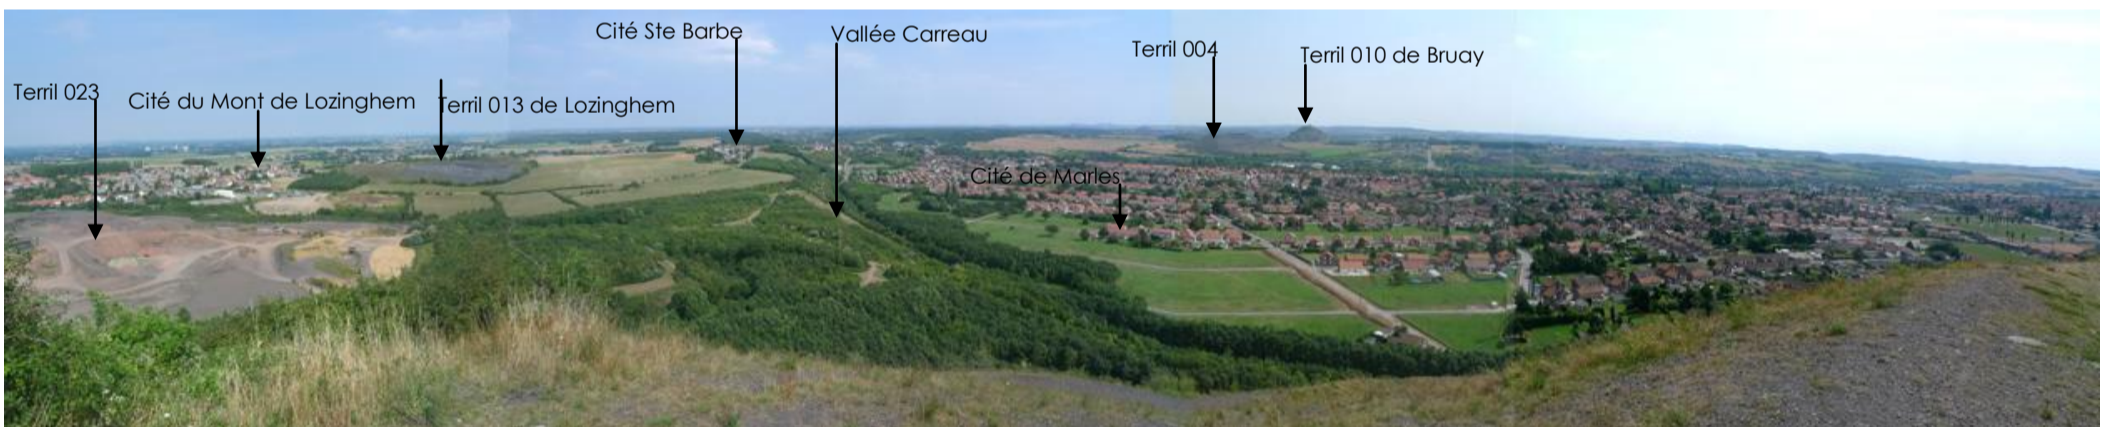 Cité Ste Barbe
Vallée Carreau
Terril 004
Terril 010 de Bruay
Terril 023
Cité du Mont de Lozinghem
Terril 013 de Lozinghem
Cité de Marles